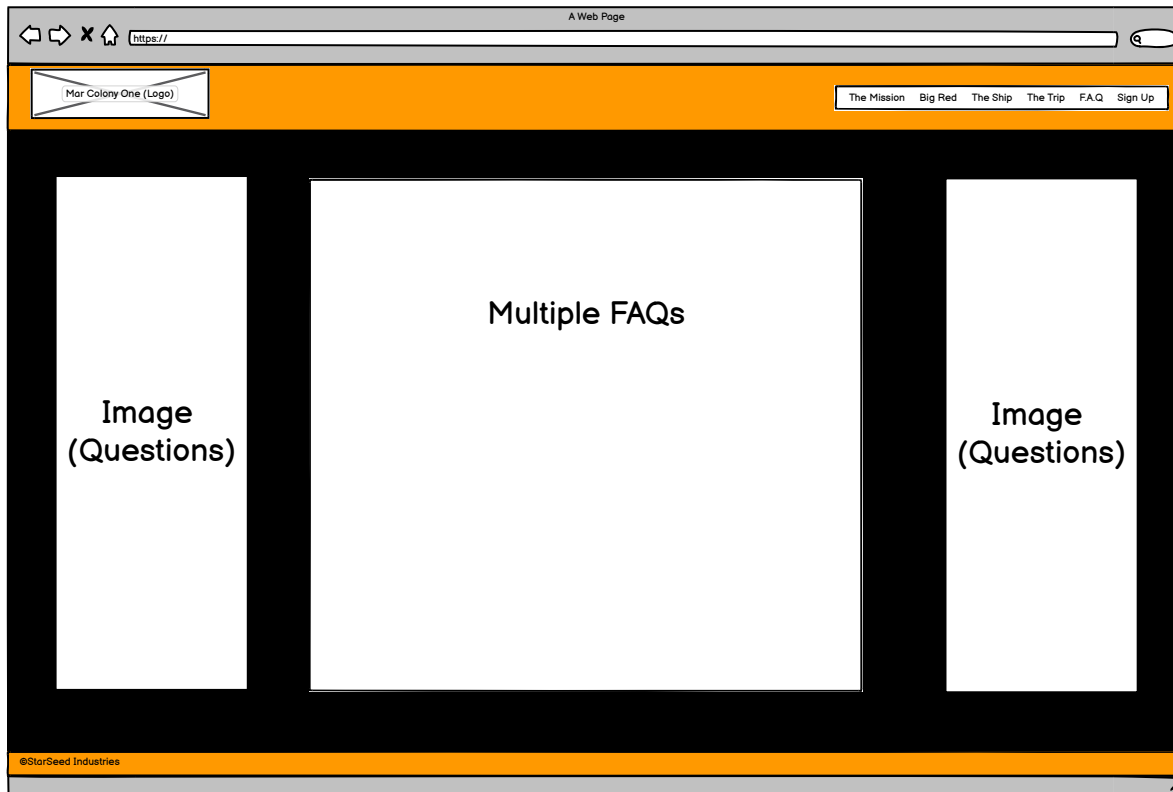 A Web Page
https://
Mar Colony One (Logo)
The Mission Big Red The Ship The Trip F.A.Q Sign Up
Multiple FAQs
Image
(Questions)
Image
(Questions)
©StarSeed Industries